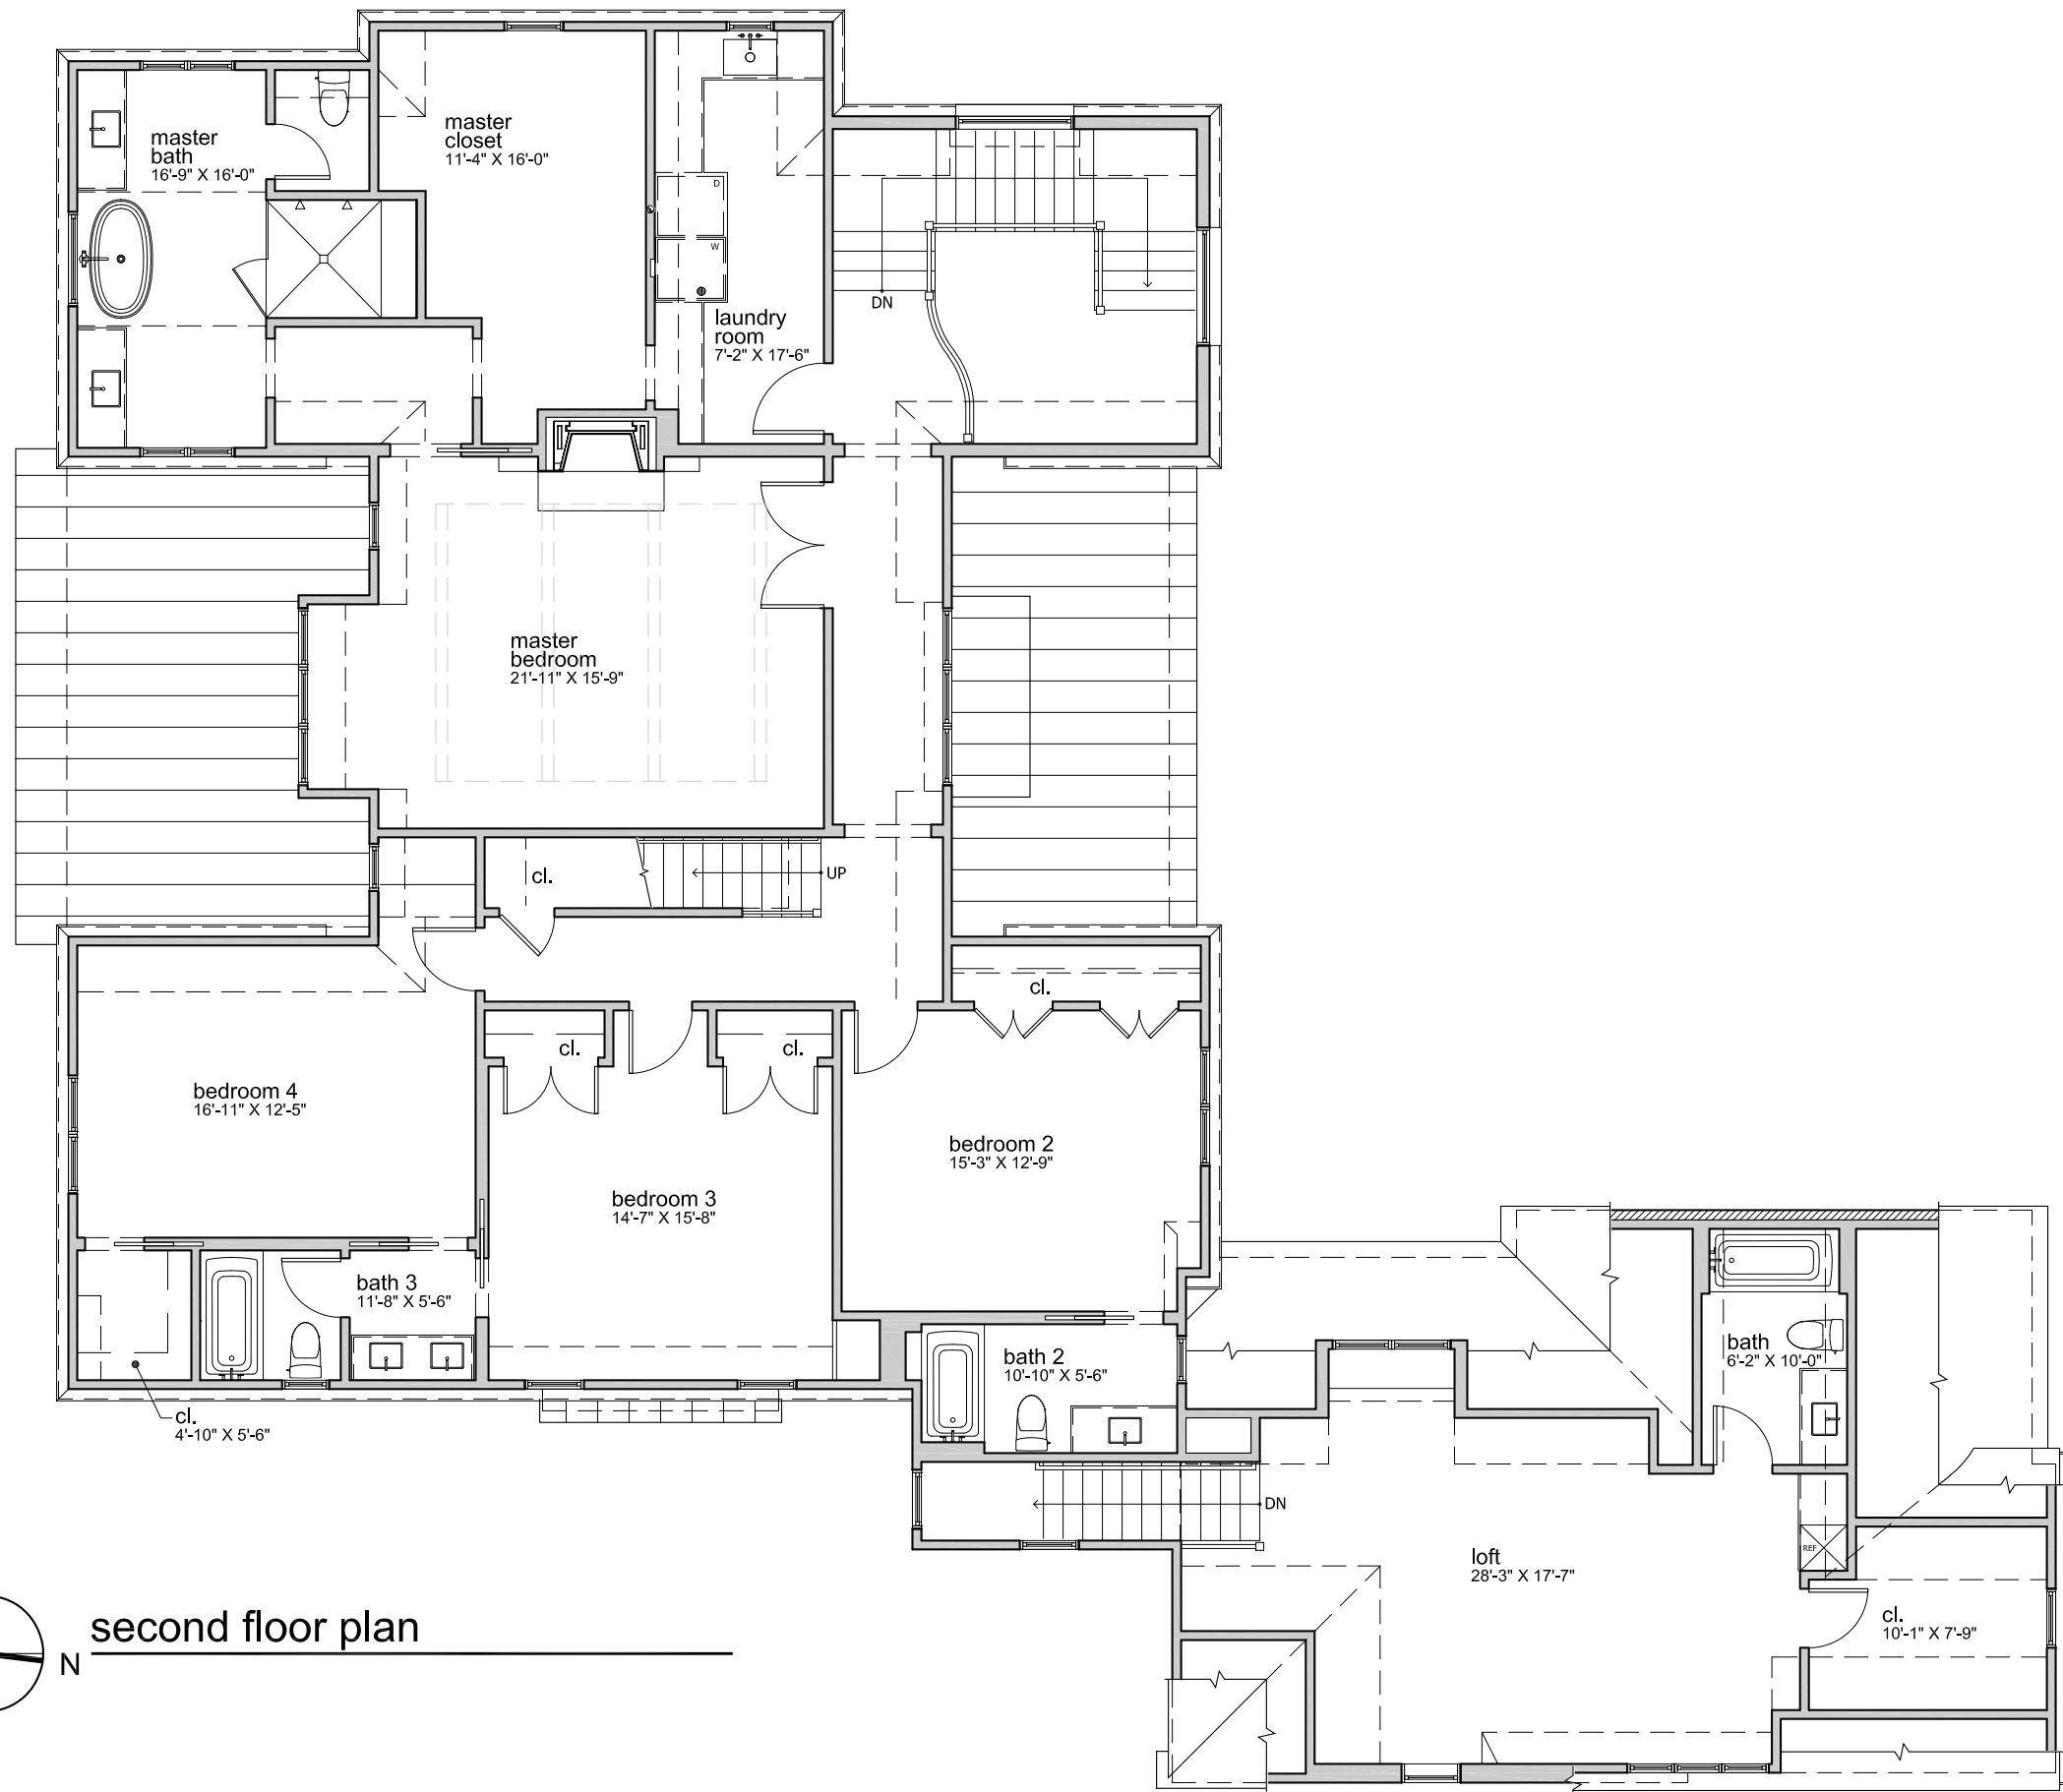 master
bath
16'-9" X 16'-0"
master
closet
11'-4" X 16'-0"
D
W
laundry
room
7'-2" X 17'-6"
DN
master
bedroom
21'-11" X 15'-9"
cl.
UP
cl.
cl.
cl.
bedroom 4
16'-11" X 12'-5"
bedroom 3
14'-7" X 15'-8"
bedroom 2
15'-3" X 12'-9"
bath 3
11'-8" X 5'-6"
bath 2
10'-10" X 5'-6"
bath
6'-2" X 10'-0"
cl.
4'-10" X 5'-6"
DN
REF
loft
28'-3" X 17'-7"
cl.
10'-1" X 7'-9"
second floor plan
N